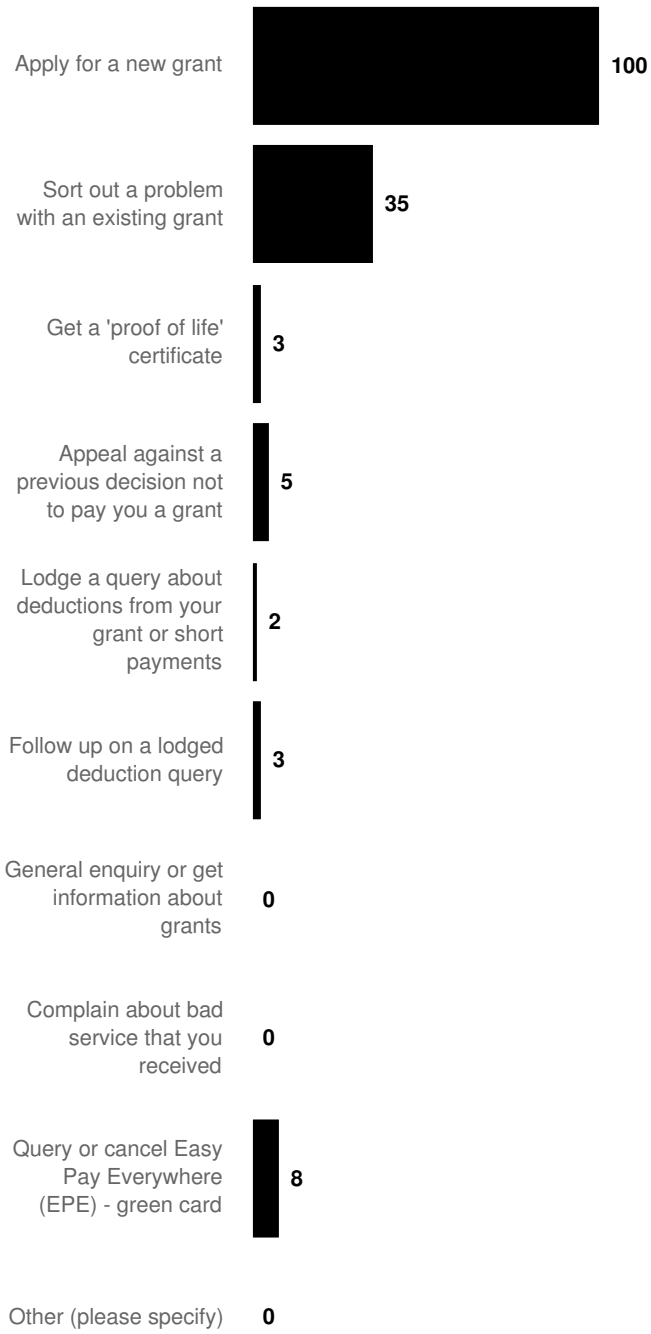 Apply for a new grant
100
Sort out a problem
with an existing grant
35
Get a 'proof of life'
certificate
3
Appeal against a
previous decision not
to pay you a grant
5
Lodge a query about
deductions from your
grant or short
payments
2
Follow up on a lodged
deduction query
3
General enquiry or get
information about
grants
0
Complain about bad
service that you
received
0
Query or cancel Easy
Pay Everywhere
(EPE) - green card
8
Other (please specify)
0